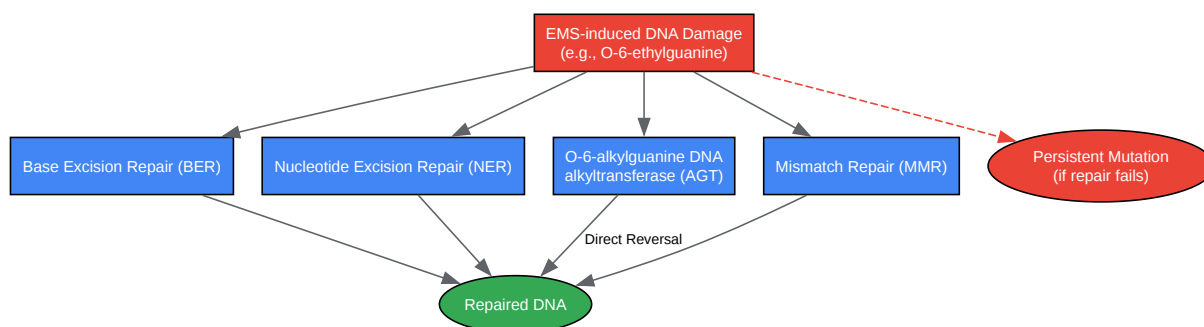 EMS-induced DNA Damage
(e.g., O-6-ethylguanine)
Base Excision Repair (BER)
Nucleotide Excision Repair (NER)
O-6-alkylguanine DNA
alkyltransferase (AGT)
Mismatch Repair (MMR)
Persistent Mutation
(if repair fails)
Direct Reversal
Repaired DNA